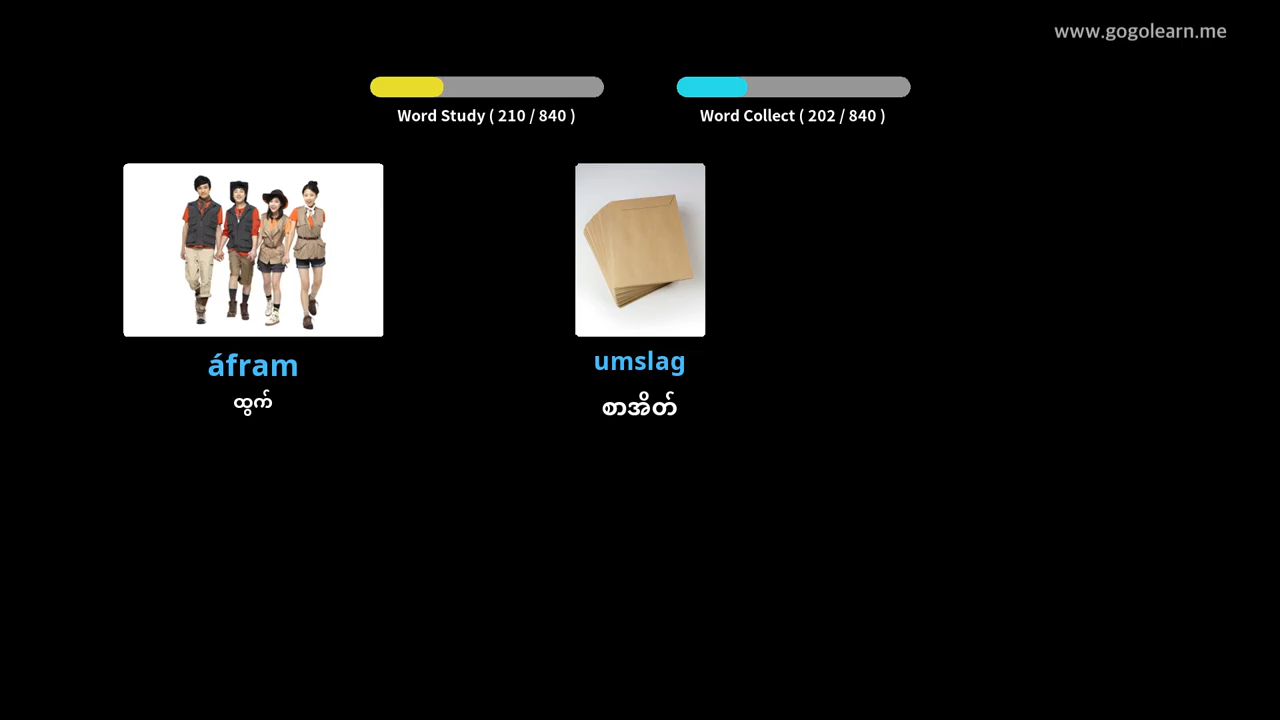 www.gogolearn.me
Word Study ( 210 / 840 )
Word Collect ( 202 / 840 )
áfram
ထွက်
umslag
စာအိတ်